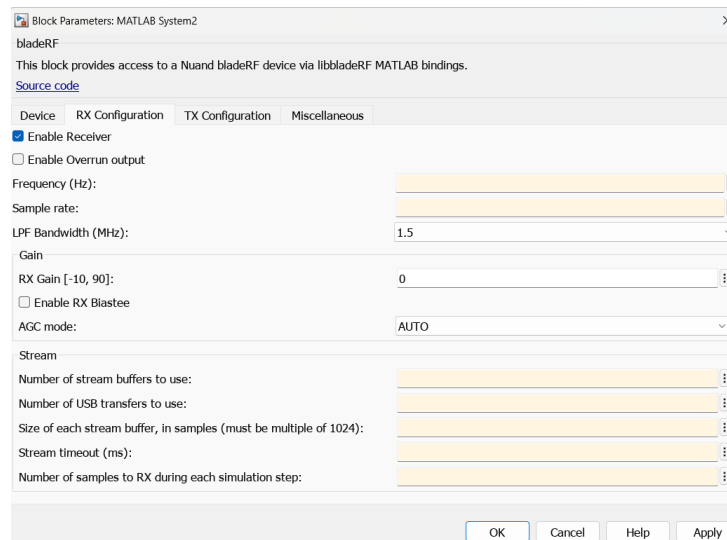 Block Parameters: MATLAB System2
bladeRF
This block provides access to a Nuand bladeRF device via libbladeRF MATLAB bindings.
Source code
Device RX Configuration TX Configuration Miscellaneous
Enable Receiver
Enable Overrun output
Frequency (Hz):
Sample rate:
LPF Bandwidth (MHz): 1.5
Gain
RX Gain [-10, 90]: 0
Enable RX Biastee
AGC mode: AUTO
Stream
Number of stream buffers to use:
Number of USB transfers to use:
Size of each stream buffer, in samples (must be multiple of 1024):
Stream timeout (ms):
Number of samples to RX during each simulation step:
OK Cancel Help Apply